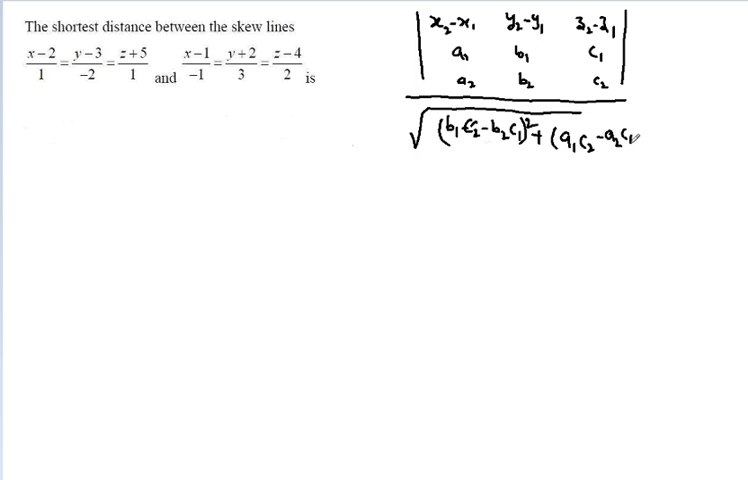 The shortest distance between the skew lines
x−2/1 = y−3/−2 = z+5/1 and x−1/−1 = y+2/3 = z−4/2 is
x₂-x₁ y₂-y₁ z₂-z₁
a₁ b₁ c₁
a₂ b₂ c₂
√(b₁c₂-b₂c₁)²+(a₁c₂-a₂c₁